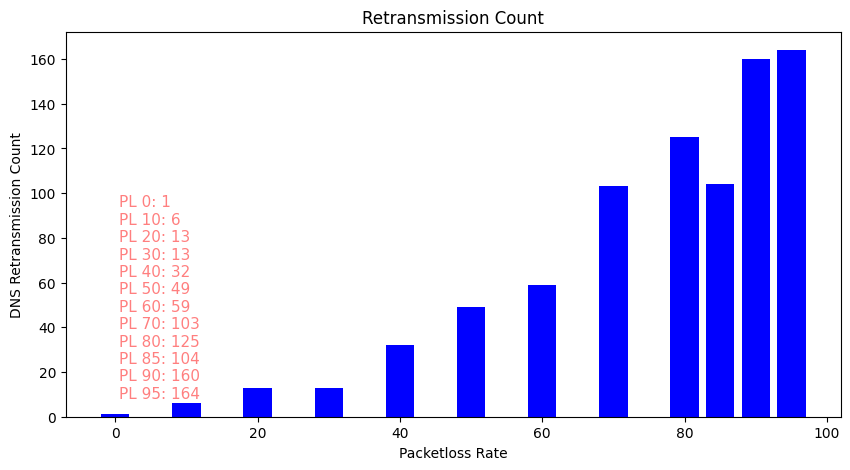 Retransmission Count
DNS Retransmission Count
160
140
120
100
80
60
40
20
0
PL 0: 1
PL 10: 6
PL 20: 13
PL 30: 13
PL 40: 32
PL 50: 49
PL 60: 59
PL 70: 103
PL 80: 125
PL 85: 104
PL 90: 160
PL 95: 164
0 20 40 60 80 100
Packetloss Rate